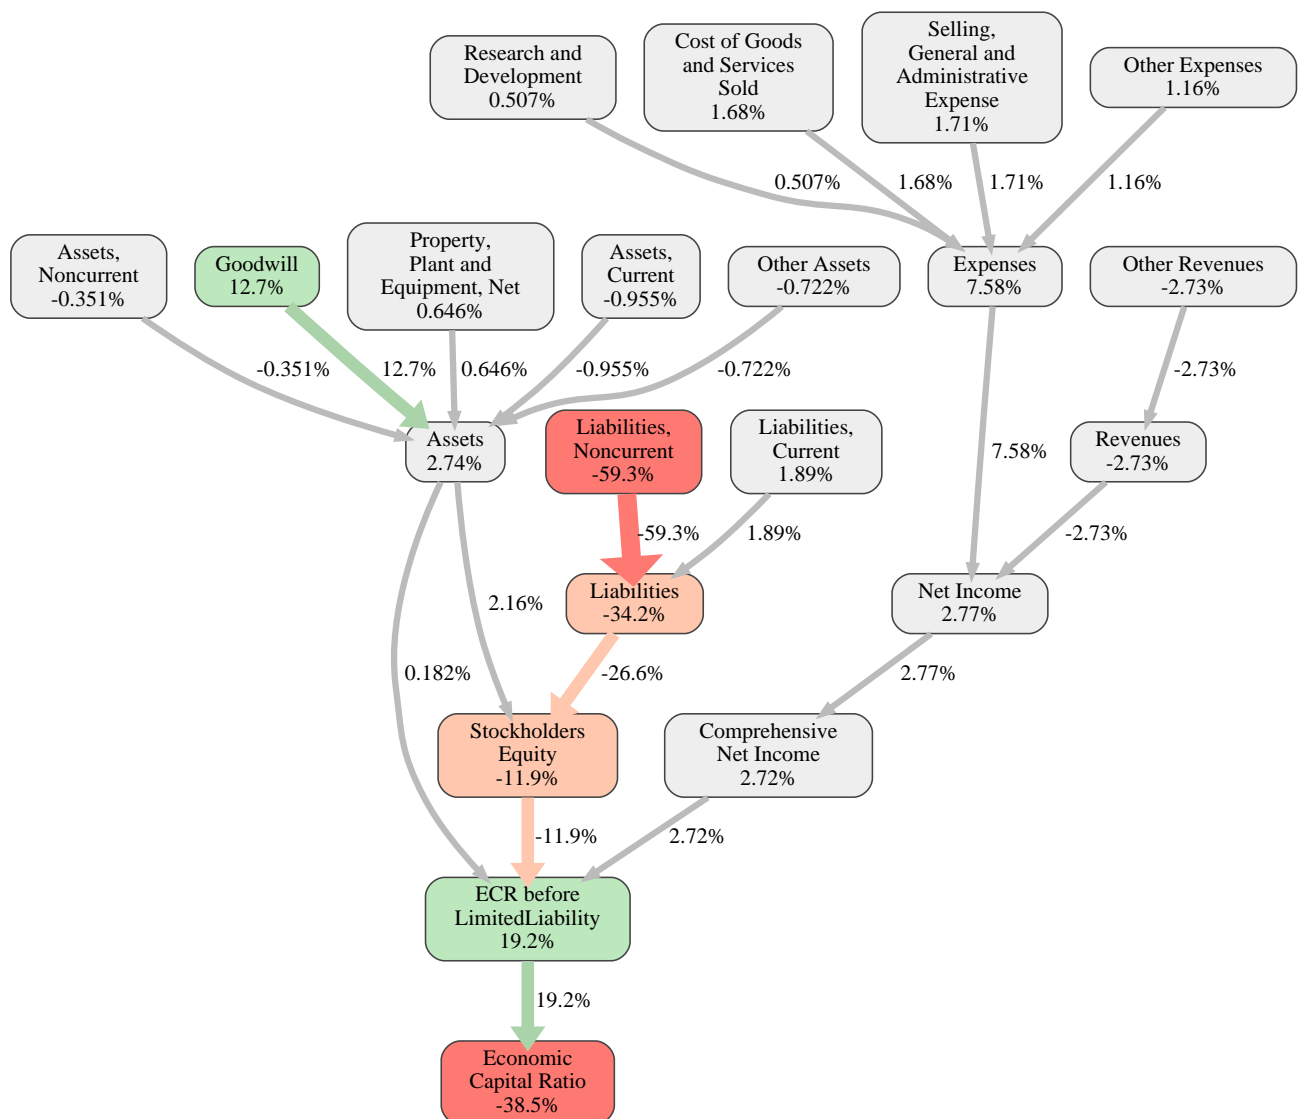 Research and
Development
0.507%
Cost of Goods
and Services
Sold
1.68%
Selling,
General and
Administrative
Expense
1.71%
Other Expenses
1.16%
0.507%
1.68%
1.71%
1.16%
Assets,
Noncurrent
-0.351%
Goodwill
12.7%
Property,
Plant and
Equipment, Net
0.646%
Assets,
Current
-0.955%
Other Assets
-0.722%
Expenses
7.58%
Other Revenues
-2.73%
-0.351%
12.7%
0.646%
-0.955%
-0.722%
-2.73%
Assets
2.74%
Liabilities,
Noncurrent
-59.3%
Liabilities,
Current
1.89%
7.58%
Revenues
-2.73%
-59.3%
1.89%
-2.73%
2.16%
Liabilities
-34.2%
Net Income
2.77%
0.182%
-26.6%
2.77%
Stockholders
Equity
-11.9%
Comprehensive
Net Income
2.72%
-11.9%
2.72%
ECR before
LimitedLiability
19.2%
19.2%
Economic
Capital Ratio
-38.5%